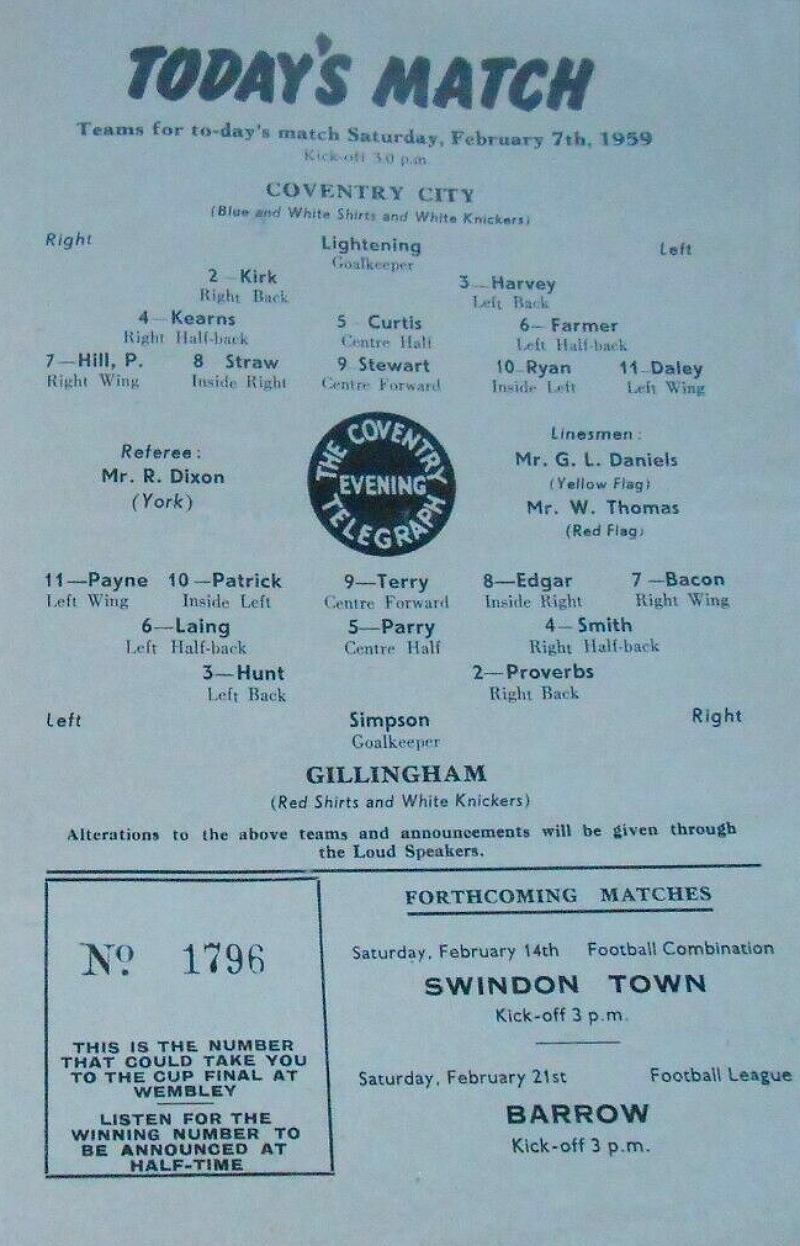 TODAY'S MATCH
Teams for to-day's match Saturday, February 7th, 1959
Kick-off 3.0 p.m.
COVENTRY CITY
(Blue and White Shirts and White Knickers)
Right Lightening Left
Goalkeeper
2 Kirk 3—Harvey
Right Back Left Back
4—Kearns 5 Curtis 6—Farmer
Right Half-back Centre Half Left Half-back
7—Hill, P. 8 Straw 9 Stewart 10—Ryan 11—Daley
Right Wing Inside Right Centre Forward Inside Left Left Wing
Referee:
Mr. R. Dixon
(York)
THE COVENTRY
EVENING
TELEGRAPH
Linesmen:
Mr. G. L. Daniels
(Yellow Flag)
Mr. W. Thomas
(Red Flag)
11—Payne 10—Patrick 9—Terry 8—Edgar 7—Bacon
Left Wing Inside Left Centre Forward Inside Right Right Wing
6—Laing 5—Parry 4—Smith
Left Half-back Centre Half Right Half-back
3—Hunt 2—Proverbs
Left Back Right Back
Left Simpson Right
Goalkeeper
GILLINGHAM
(Red Shirts and White Knickers)
Alterations to the above teams and announcements will be given through
the Loud Speakers.
Nº 1796
THIS IS THE NUMBER
THAT COULD TAKE YOU
TO THE CUP FINAL AT
WEMBLEY
LISTEN FOR THE
WINNING NUMBER TO
BE ANNOUNCED AT
HALF-TIME
FORTHCOMING MATCHES
Saturday, February 14th Football Combination
SWINDON TOWN
Kick-off 3 p.m.
Saturday, February 21st Football League
BARROW
Kick-off 3 p.m.